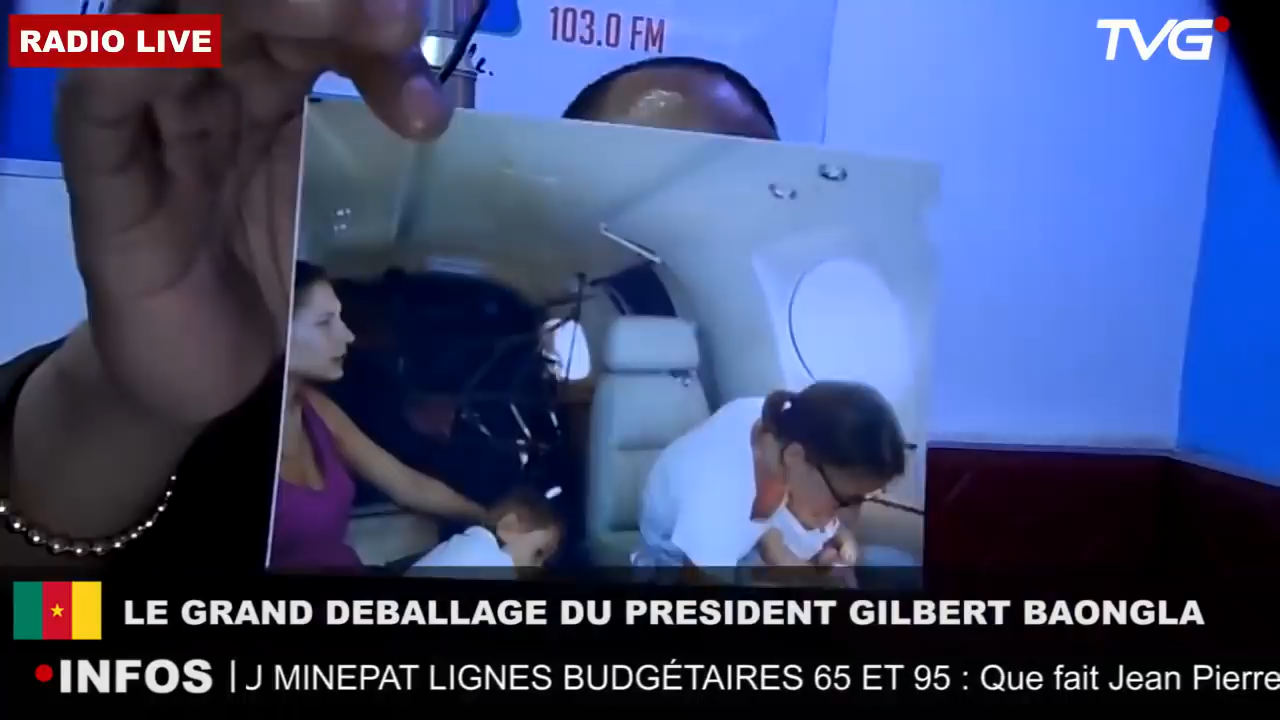 RADIO LIVE
103.0 FM
TVG
LE GRAND DEBALLAGE DU PRESIDENT GILBERT BAONGLA
INFOS
J MINEPAT LIGNES BUDGÉTAIRES 65 ET 95 : Que fait Jean Pierre